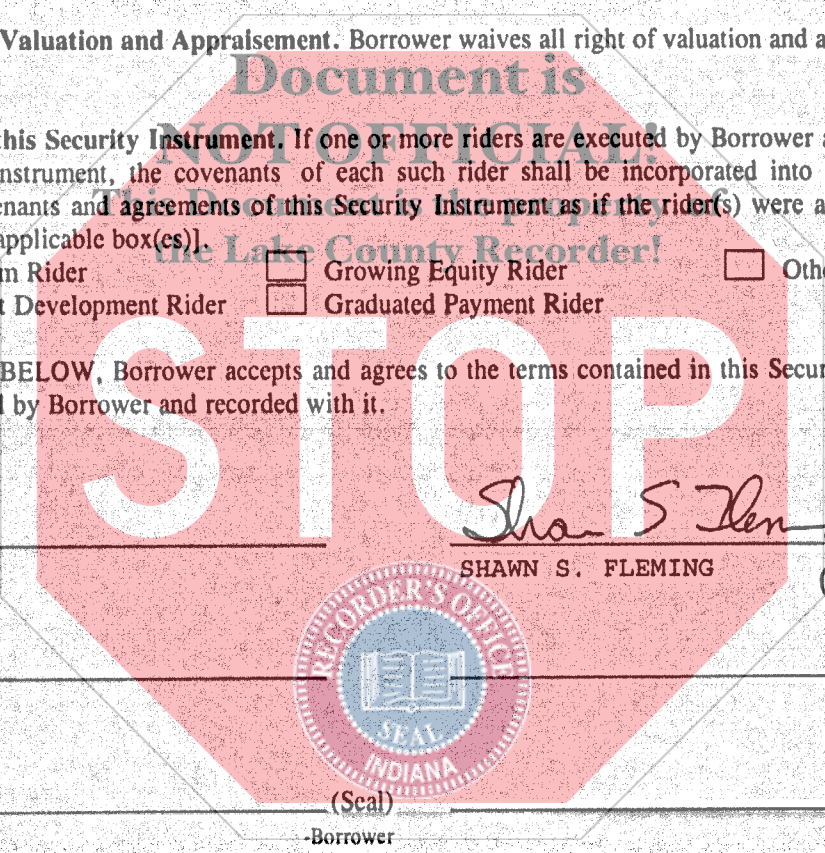 Valuation and Appraisement. Borrower waives all right of valuation and a
Document is
this Security Instrument. If one or more riders are executed by Borrower a
NOT OFFICIAL!
nstrument, the covenants of each such rider shall be incorporated into
This Document is the property of
enants and agreements of this Security Instrument as if the rider(s) were a
applicable box(es)].
the Lake County Recorder!
m Rider Growing Equity Rider Othe
t Development Rider Graduated Payment Rider
STOP
BELOW, Borrower accepts and agrees to the terms contained in this Secur
l by Borrower and recorded with it.
Shawn S Flem
SHAWN S. FLEMING
(
RECORDER'S OFFICE
SEAL
INDIANA
(Seal)
-Borrower